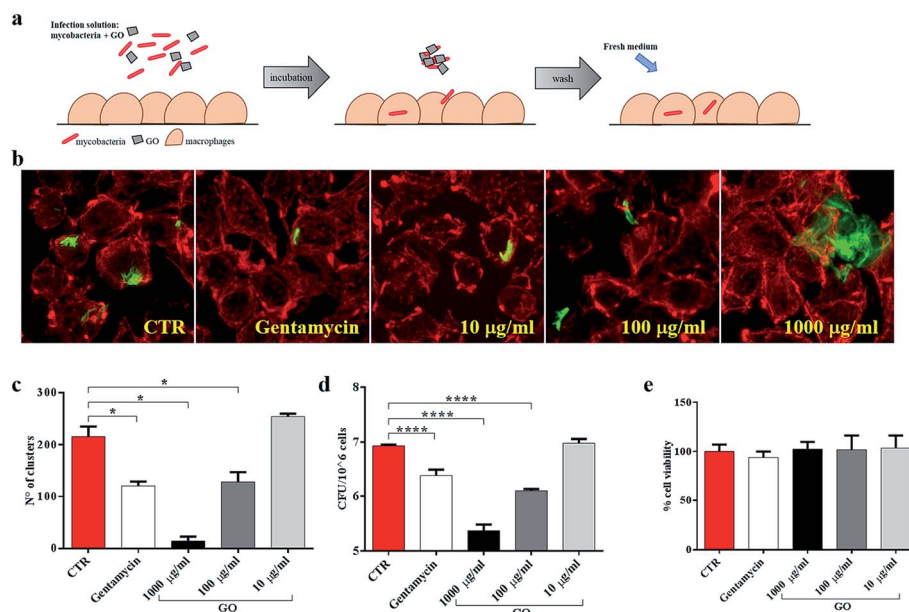 a
Infection solution:
mycobacteria + GO
incubation
wash
Fresh medium
mycobacteria
GO
macrophages
b
CTR
Gentamycin
10 µg/ml
100 µg/ml
1000 µg/ml
c
N° of clusters
300
200
100
0
*
*
*
CTR
Gentamycin
1000 µg/ml
100 µg/ml
10 µg/ml
GO
d
CFU/10^6 cells
8
7
6
5
****
****
****
CTR
Gentamycin
1000 µg/ml
100 µg/ml
10 µg/ml
GO
e
% cell viability
150
100
50
0
CTR
Gentamycin
1000 µg/ml
100 µg/ml
10 µg/ml
GO